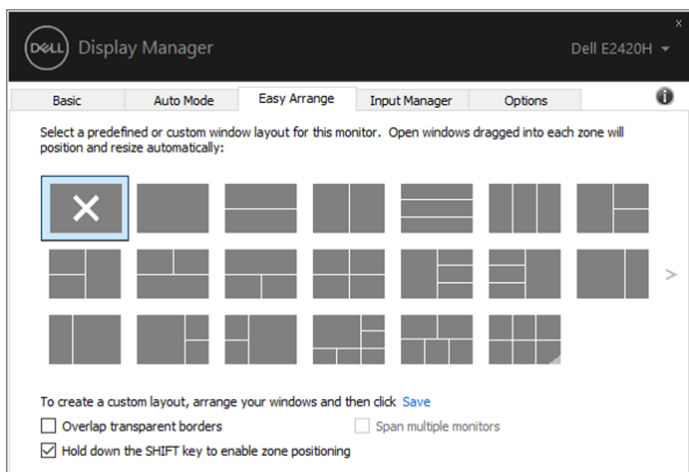 x
DELL Display Manager Dell E2420H
Basic Auto Mode Easy Arrange Input Manager Options i
Select a predefined or custom window layout for this monitor. Open windows dragged into each zone will
position and resize automatically:
>
To create a custom layout, arrange your windows and then click Save
Overlap transparent borders Span multiple monitors
Hold down the SHIFT key to enable zone positioning